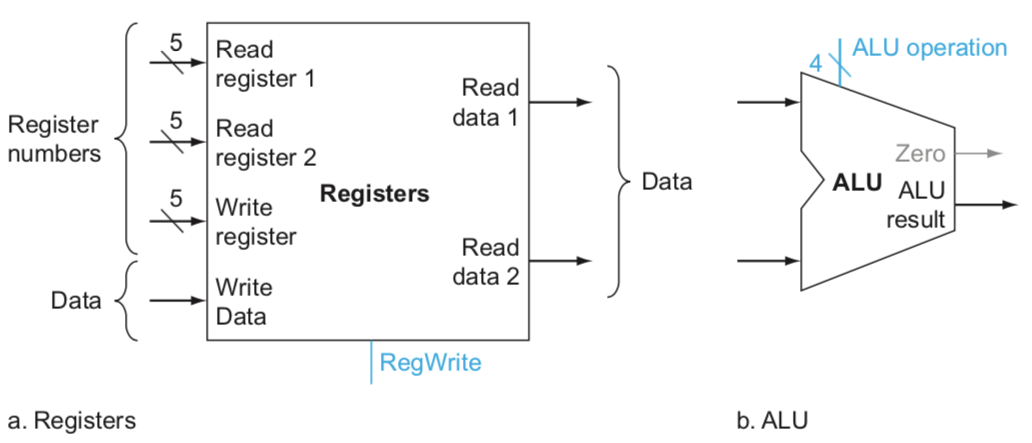 Register
numbers
5
Read
register 1
5
Read
register 2
5
Write
register
Data
Write
Data
Registers
Read
data 1
Read
data 2
Data
RegWrite
a. Registers
4
ALU operation
Zero
ALU
ALU
result
b. ALU